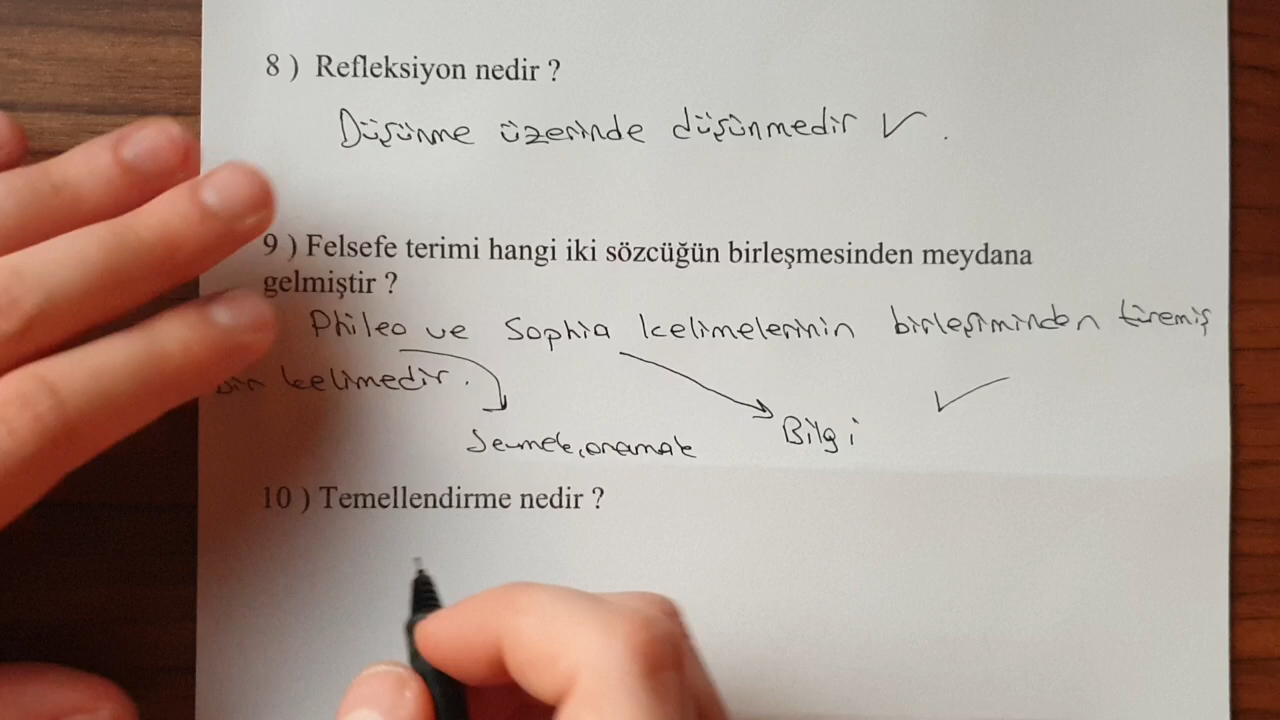 8 ) Refleksiyon nedir ?
Düşünme üzerinde düşünmedir ✓ .
9 ) Felsefe terimi hangi iki sözcüğün birleşmesinden meydana
gelmiştir ?
Phileo ve Sophia kelimelerinin birleşiminden türemiş
bir kelimedir.
Sevmek, aramak
Bilgi ✓
10 ) Temellendirme nedir ?